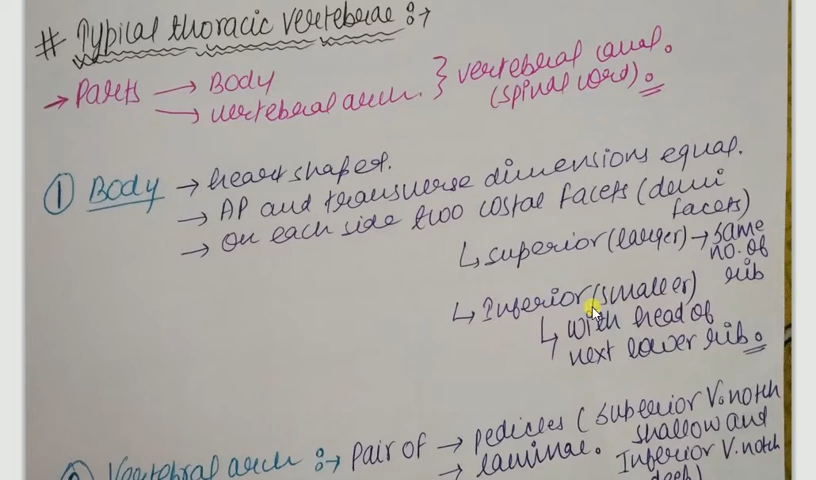 # Typical thoracic vertebrae :→
→ Parts → Body
→ vertebral arch. } vertebral canal.
(spinal cord).
① Body → heart shaped.
→ AP and transverse dimensions equal.
→ on each side two costal facets (demi
facets)
↳ superior (larger) → same
no. of
rib
↳ Inferior (smaller)
↳ with head of
next lower rib.
Vertebral arch :→ Pair of → pedicles ( superior V. notch
→ laminae. shallow and
Inferior V. notch
deep)